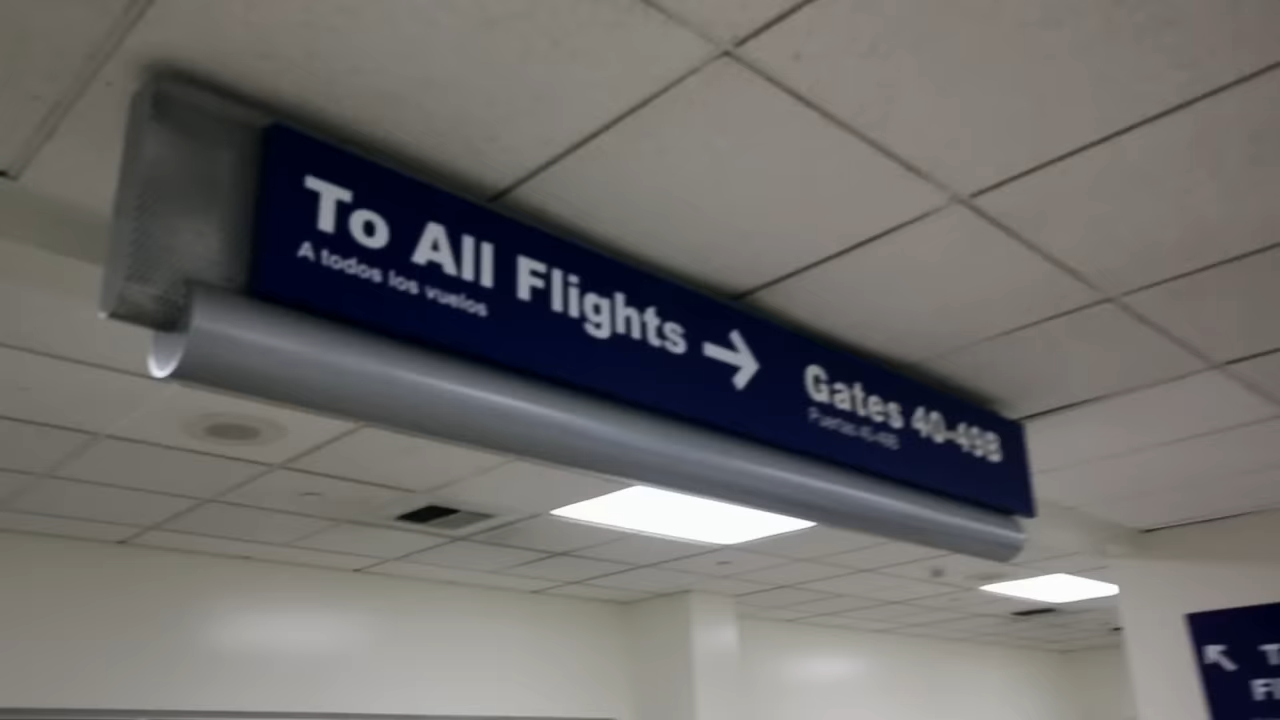 To All Flights →
A todos los vuelos
Gates 40-49B
Puertas 40-49B